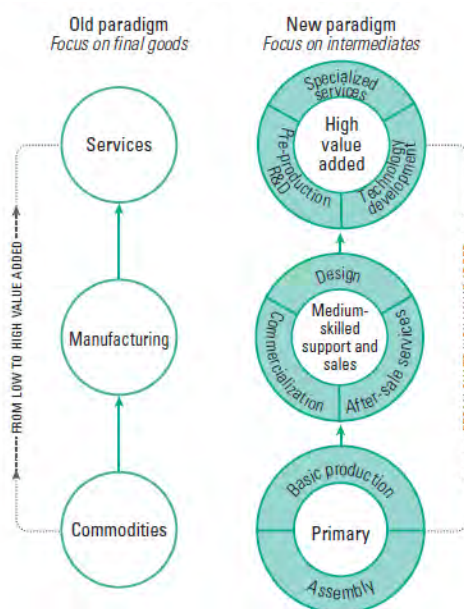 Old paradigm
Focus on final goods
New paradigm
Focus on intermediates
Services
Manufacturing
Commodities
FROM LOW TO HIGH VALUE ADDED
Specialized
services
Pre-production
R&D
Technology
development
High
value
added
Design
Commercialization
After-sale services
Medium-
skilled
support and
sales
Basic production
Primary
Assembly